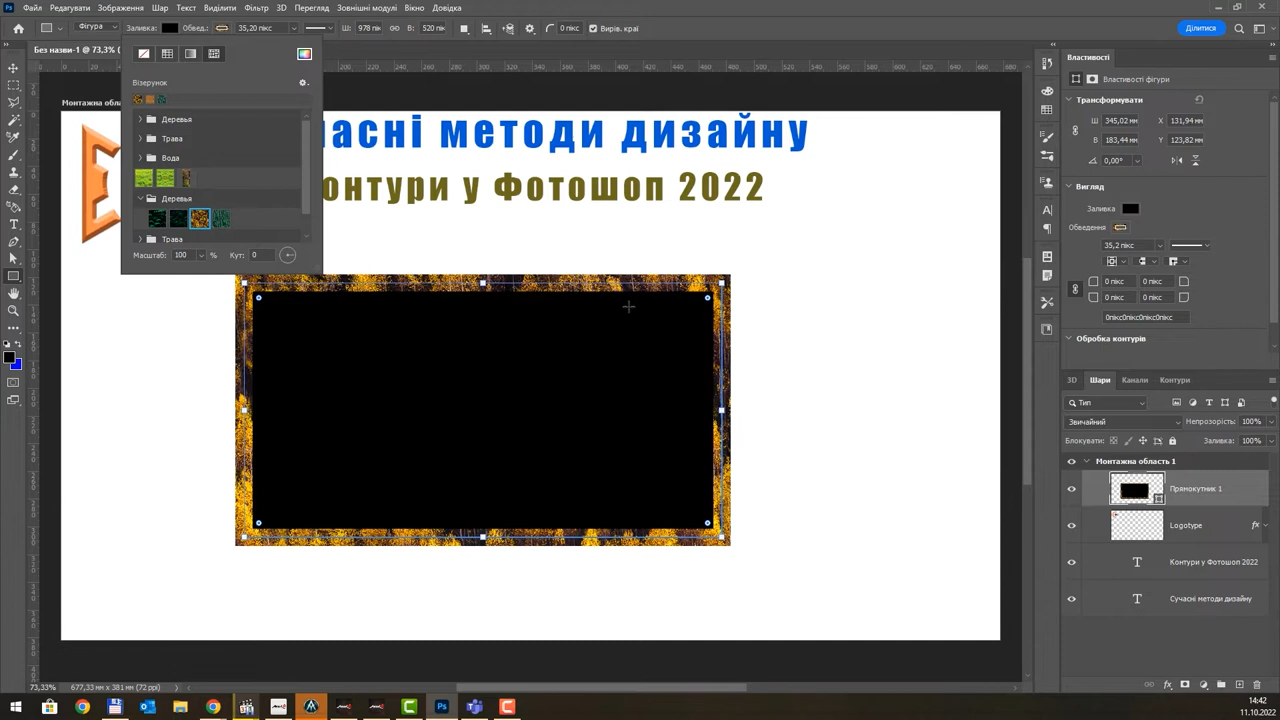 Файл Редагувати Зображення Шар Текст Виділити Фільтр 3D Перегляд Зовнішні модулі Вікно Довідка
Фігура Заливка: Обвед.: 35,20 пікс Ш: 978 пік В: 520 пік 0 пікс Вирів. краї Ділитися
Без назви-1 @ 73,3%
Візерунок
Деревья
Трава
Вода
Деревья
Трава
Масштаб: 100 % Кут: 0
Монтажна обла
часні методи дизайну
онтури у Фотошоп 2022
Властивості
Властивості фігури
Трансформувати
Ш 345,02 мм X 131,94 мм
В 183,44 мм Y 123,82 мм
0,00°
Вигляд
Заливка
Обведення
35,2 пікс
0 пікс 0 пікс
0 пікс 0 пікс
0пікс0пікс0пікс0пікс
Обробка контурів
3D Шари Канали Контури
Тип
Звичайний Непрозорість: 100%
Блокувати: Заливка: 100%
Монтажна область 1
Прямокутник 1
Logotype fx
T Контури у Фотошоп 2022
T Сучасні методи дизайну
73,33% 677,33 мм x 381 мм (72 ppi)
14:42
11.10.2022